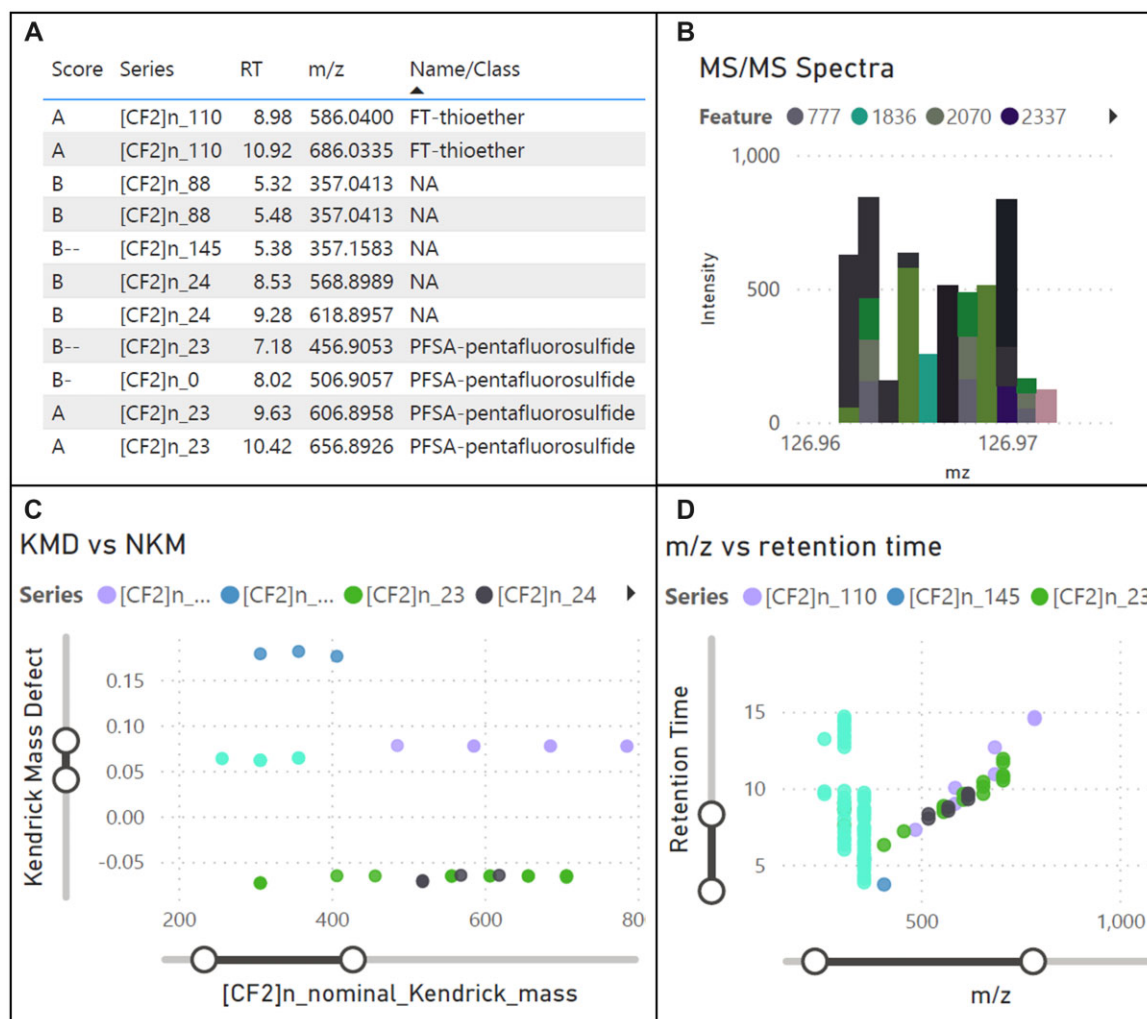 A
Score Series RT m/z Name/Class
A [CF2]n_110 8.98 586.0400 FT-thioether
A [CF2]n_110 10.92 686.0335 FT-thioether
B [CF2]n_88 5.32 357.0413 NA
B [CF2]n_88 5.48 357.0413 NA
B-- [CF2]n_145 5.38 357.1583 NA
B [CF2]n_24 8.53 568.8989 NA
B [CF2]n_24 9.28 618.8957 NA
B-- [CF2]n_23 7.18 456.9053 PFSA-pentafluorosulfide
B- [CF2]n_0 8.02 506.9057 PFSA-pentafluorosulfide
A [CF2]n_23 9.63 606.8958 PFSA-pentafluorosulfide
A [CF2]n_23 10.42 656.8926 PFSA-pentafluorosulfide
B
MS/MS Spectra
Feature 777 1836 2070 2337
1,000
500
0
Intensity
126.96 126.97
mz
C
KMD vs NKM
Series [CF2]n_... [CF2]n_... [CF2]n_23 [CF2]n_24
Kendrick Mass Defect
0.15
0.10
0.05
0.00
-0.05
200 400 600 800
[CF2]n_nominal_Kendrick_mass
D
m/z vs retention time
Series [CF2]n_110 [CF2]n_145 [CF2]n_23
Retention Time
15
10
5
500 1,000
m/z